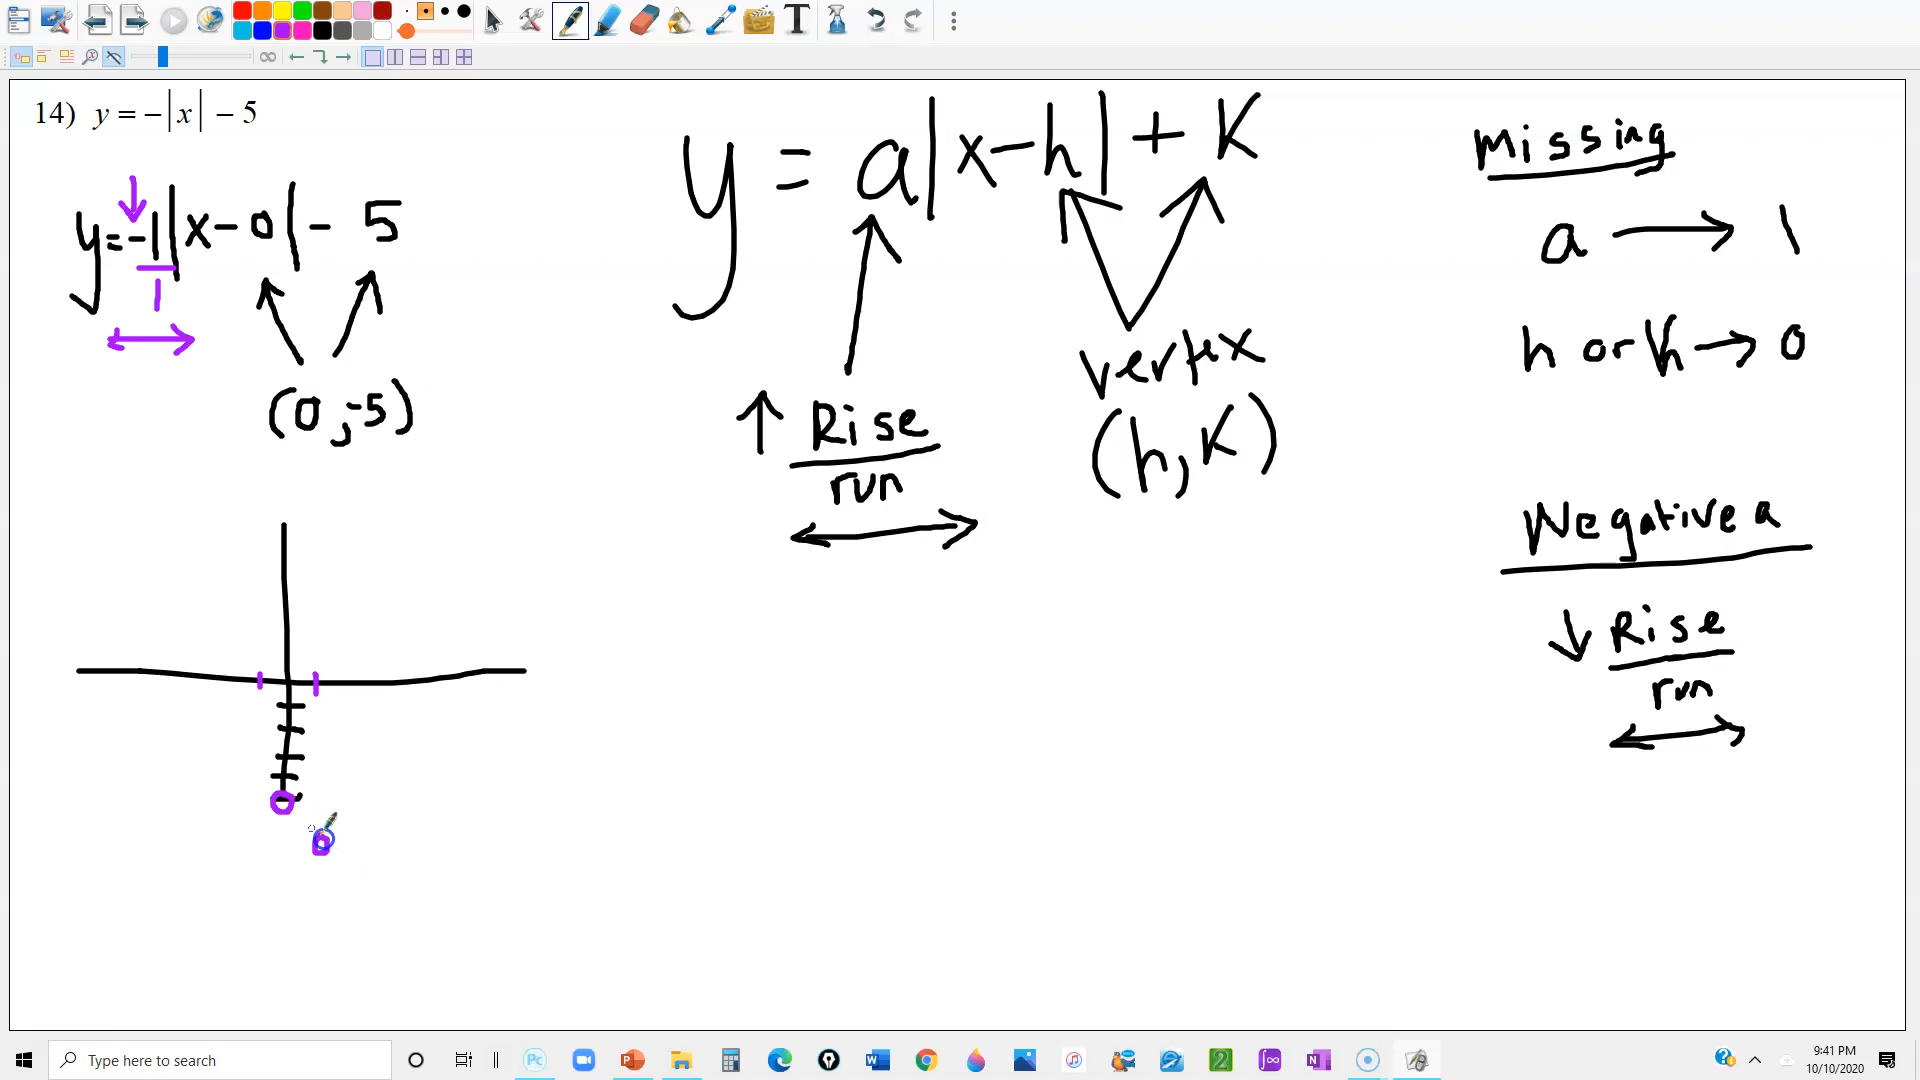 14) y = -|x| - 5
y = -1|x - 0| - 5
1
(0, -5)
y = a|x - h| + K
Rise
run
vertex
(h, K)
Missing
a → 1
h or k → 0
Negative a
↓ Rise
run
Type here to search
9:41 PM
10/10/2020